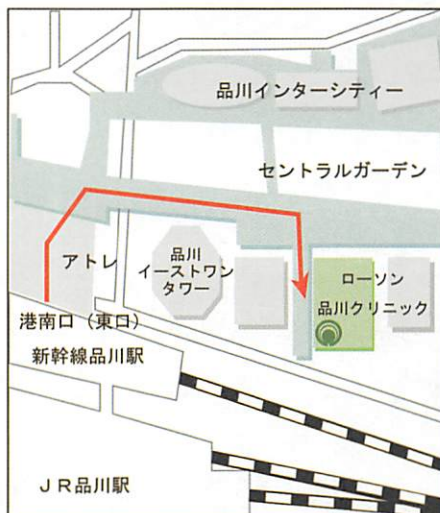 品川インターシティー
セントラルガーデン
アトレ
品川
イーストワン
タワー
ローソン
品川クリニック
港南口（東口）
新幹線品川駅
JR品川駅